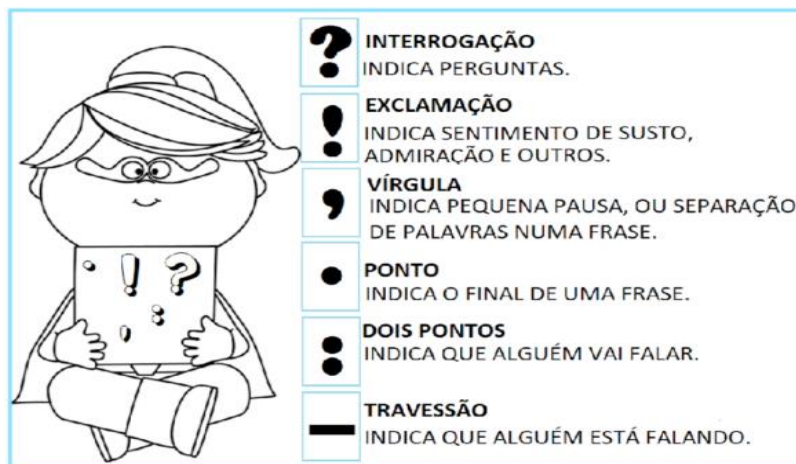 ? INTERROGAÇÃO
INDICA PERGUNTAS.
! EXCLAMAÇÃO
INDICA SENTIMENTO DE SUSTO,
ADMIRAÇÃO E OUTROS.
, VÍRGULA
INDICA PEQUENA PAUSA, OU SEPARAÇÃO
DE PALAVRAS NUMA FRASE.
. PONTO
INDICA O FINAL DE UMA FRASE.
: DOIS PONTOS
INDICA QUE ALGUÉM VAI FALAR.
— TRAVESSÃO
INDICA QUE ALGUÉM ESTÁ FALANDO.
. ! ?
, :